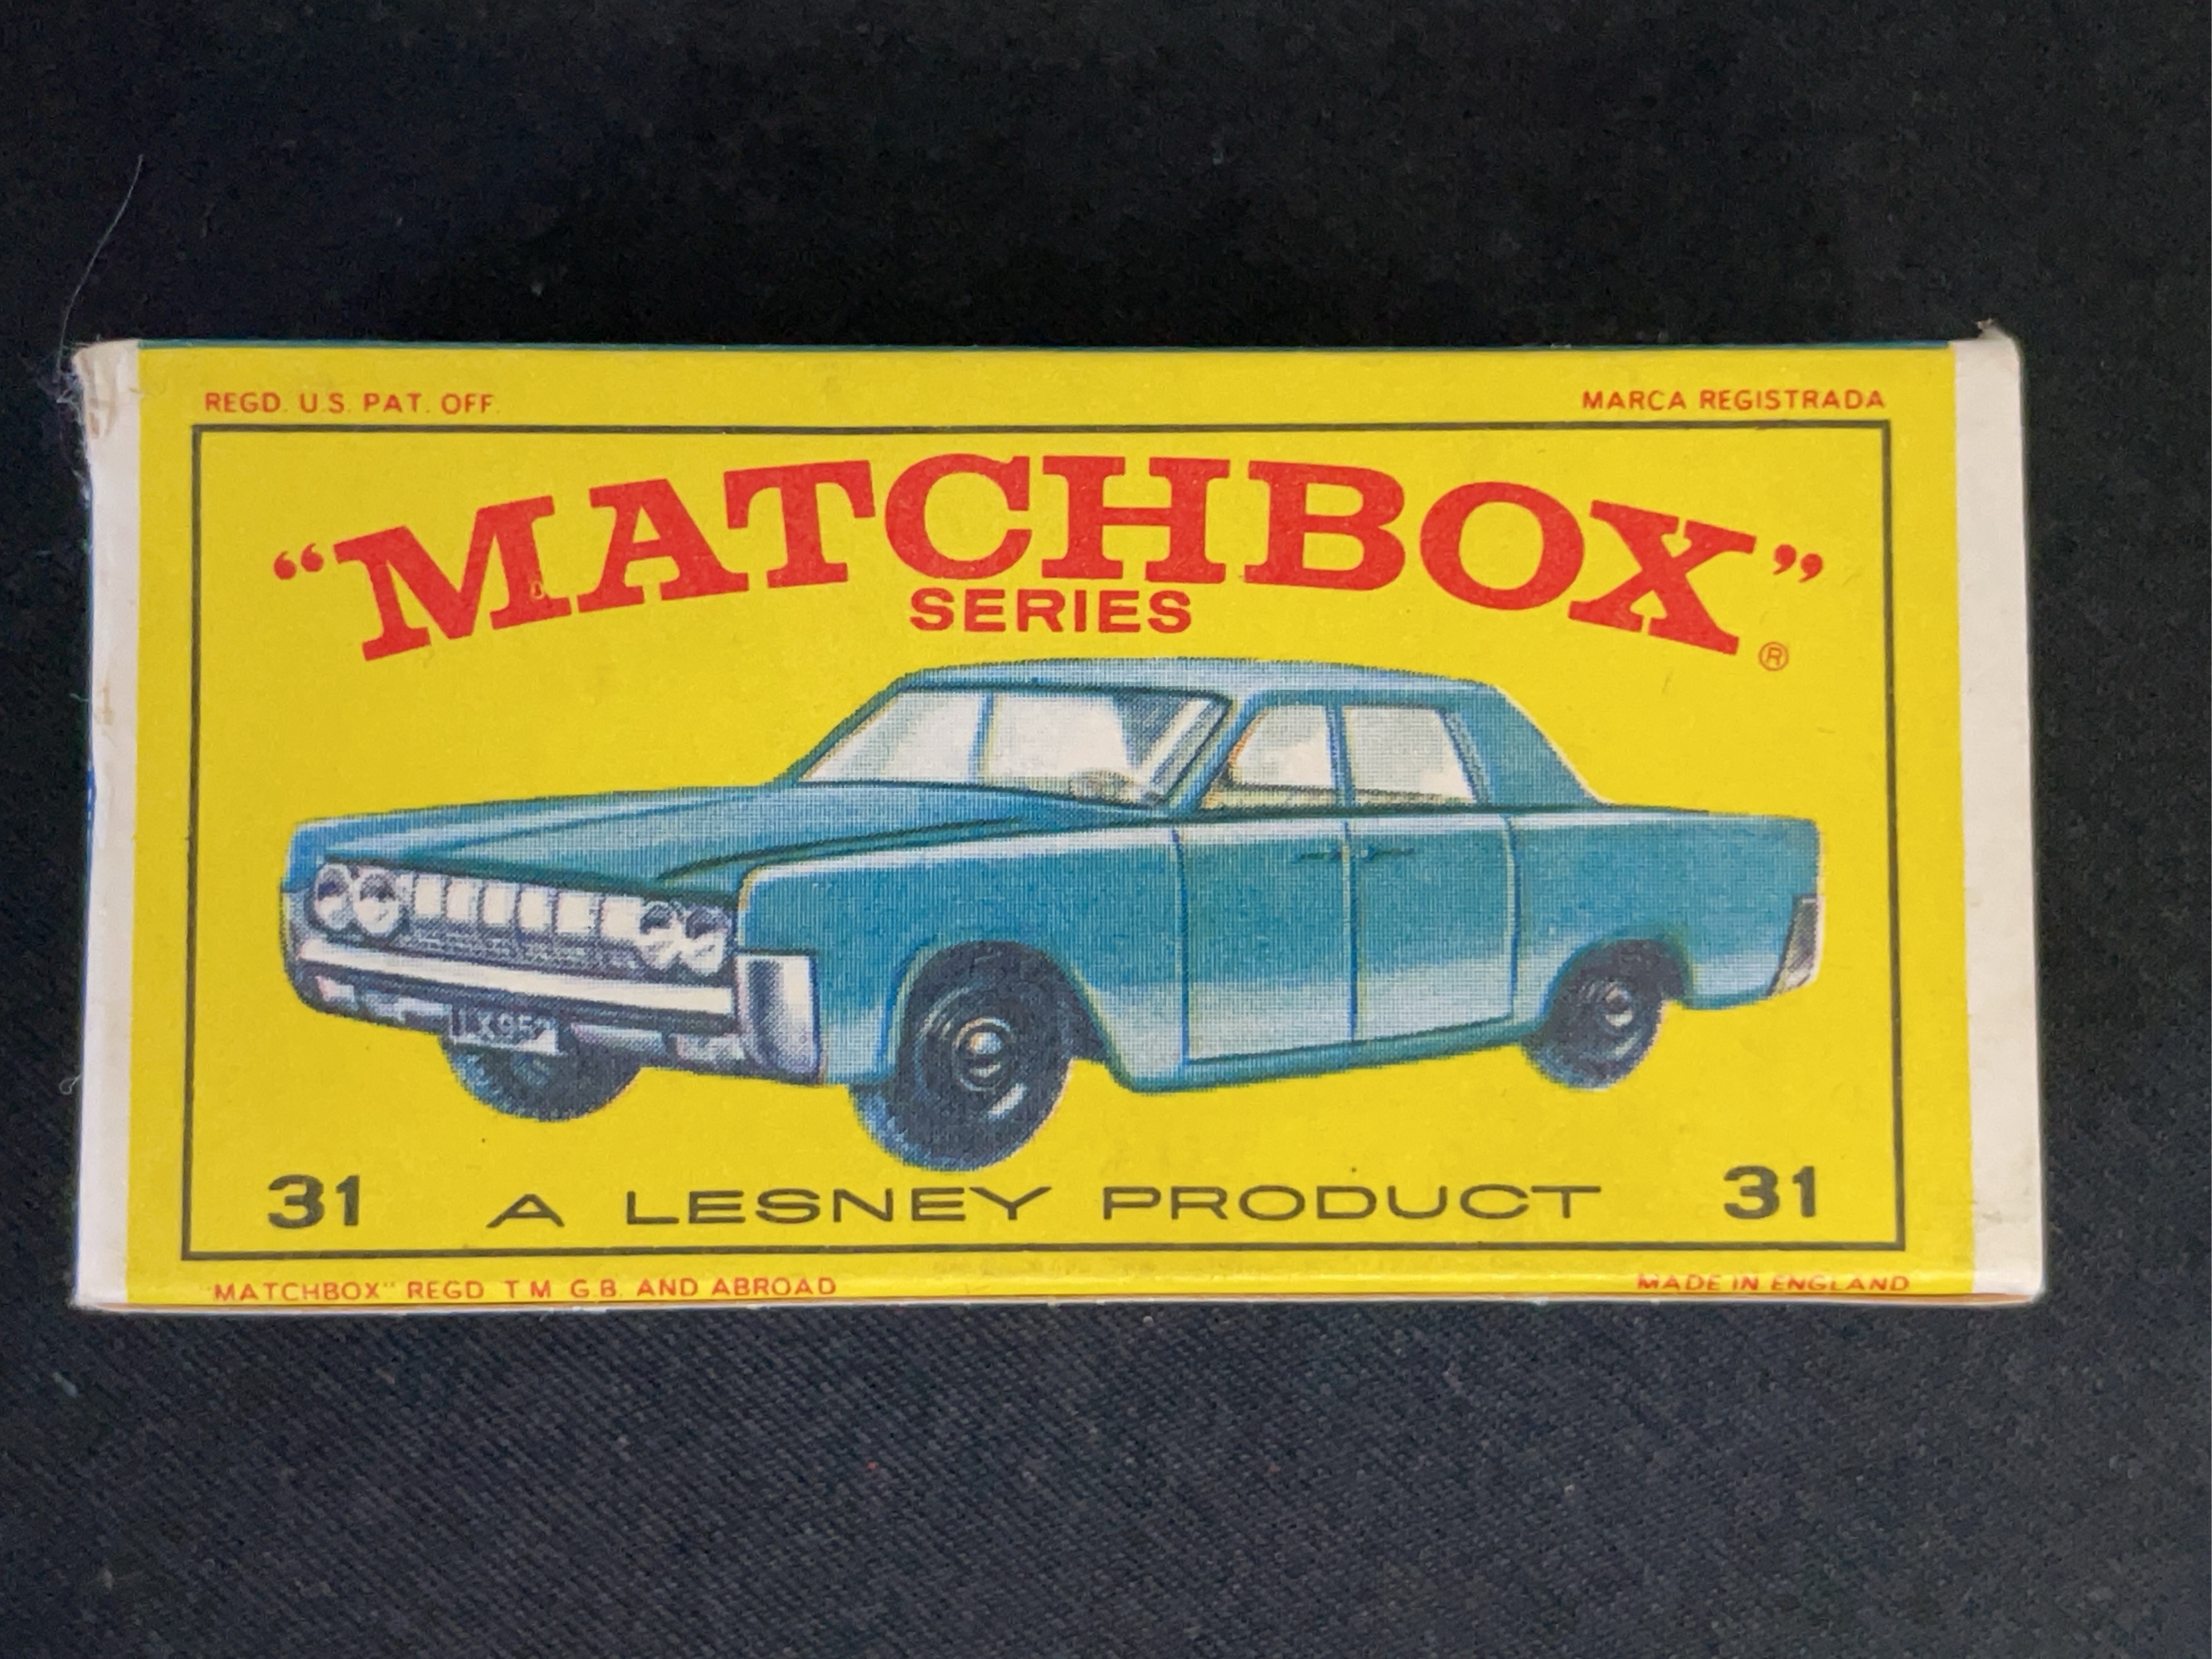 REGD. U.S. PAT. OFF.
MARCA REGISTRADA
“MATCHBOX”
SERIES
®
31 A LESNEY PRODUCT 31
"MATCHBOX" REGD T M G.B. AND ABROAD
MADE IN ENGLAND